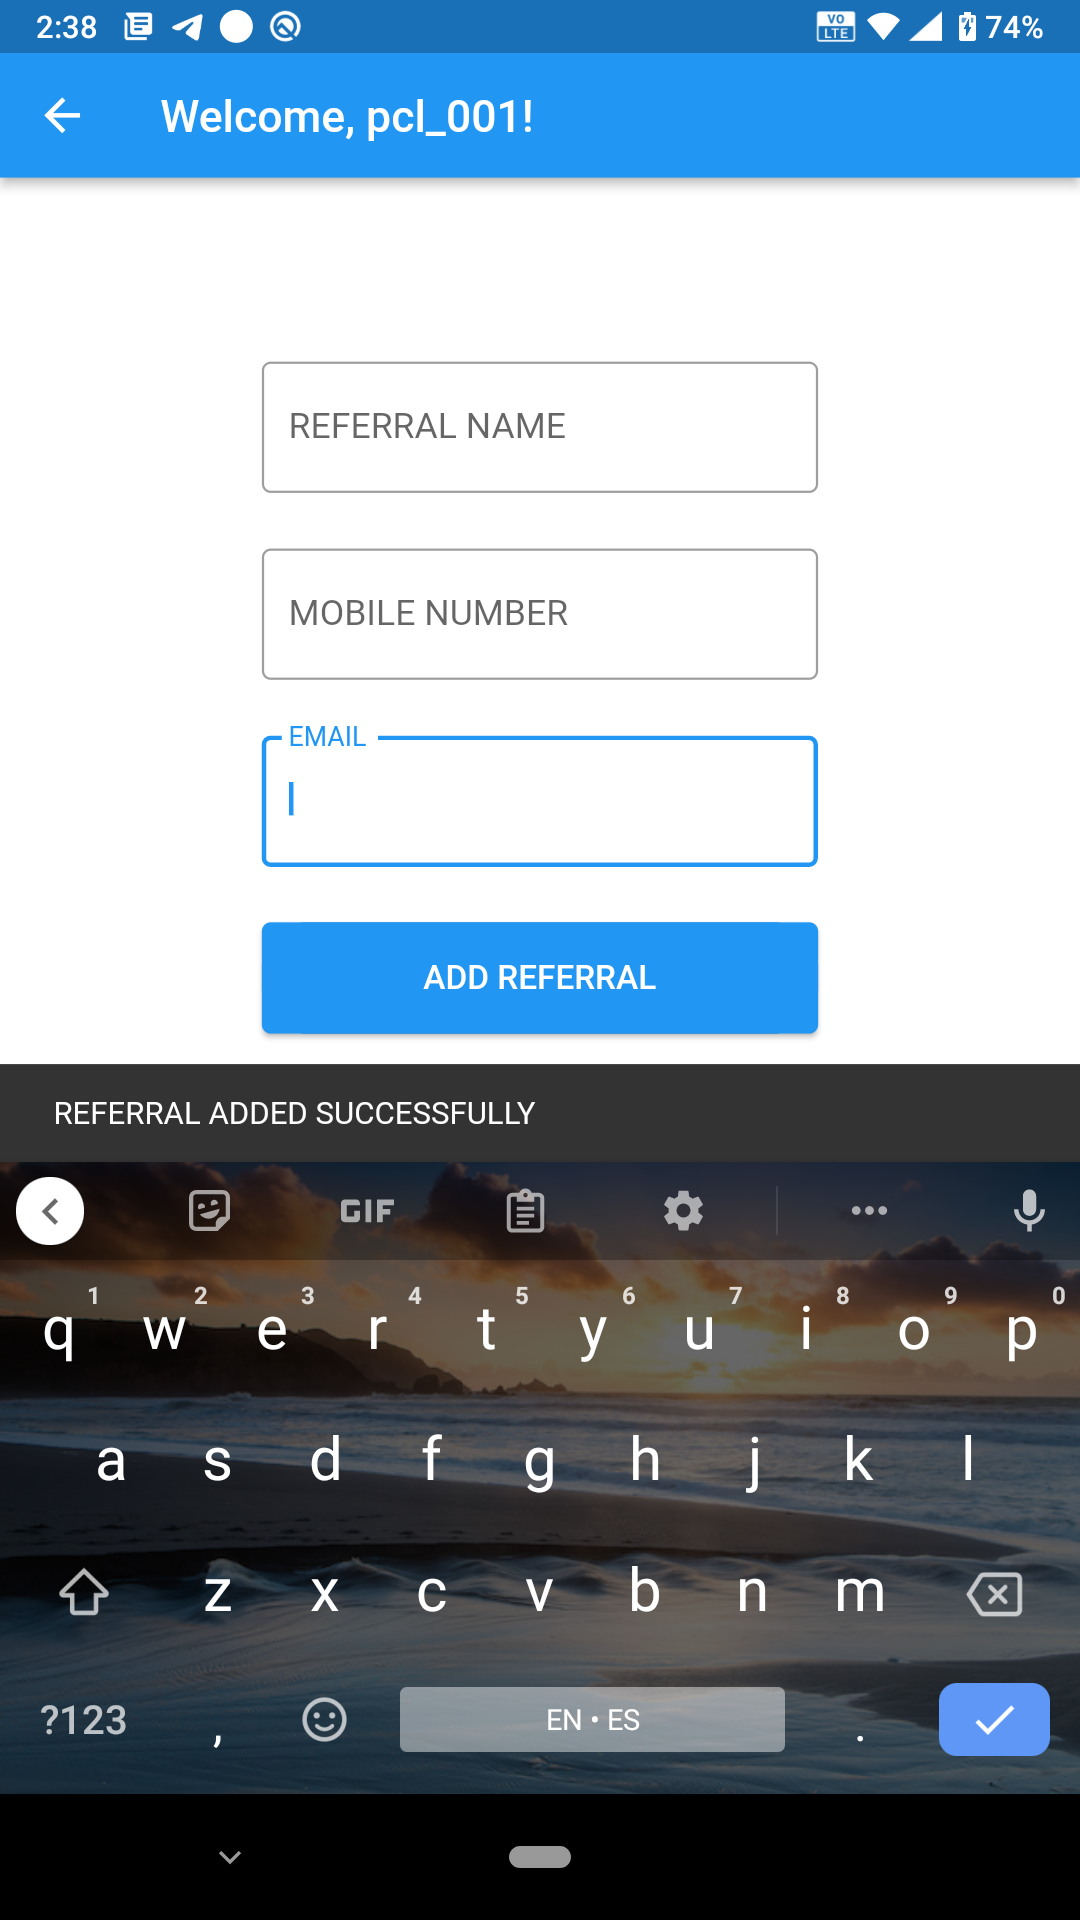 2:38 VO LTE 74%
Welcome, pcl_001!
REFERRAL NAME
MOBILE NUMBER
EMAIL
ADD REFERRAL
REFERRAL ADDED SUCCESSFULLY
GIF
1 2 3 4 5 6 7 8 9 0
q w e r t y u i o p
a s d f g h j k l
z x c v b n m
?123 , EN • ES .